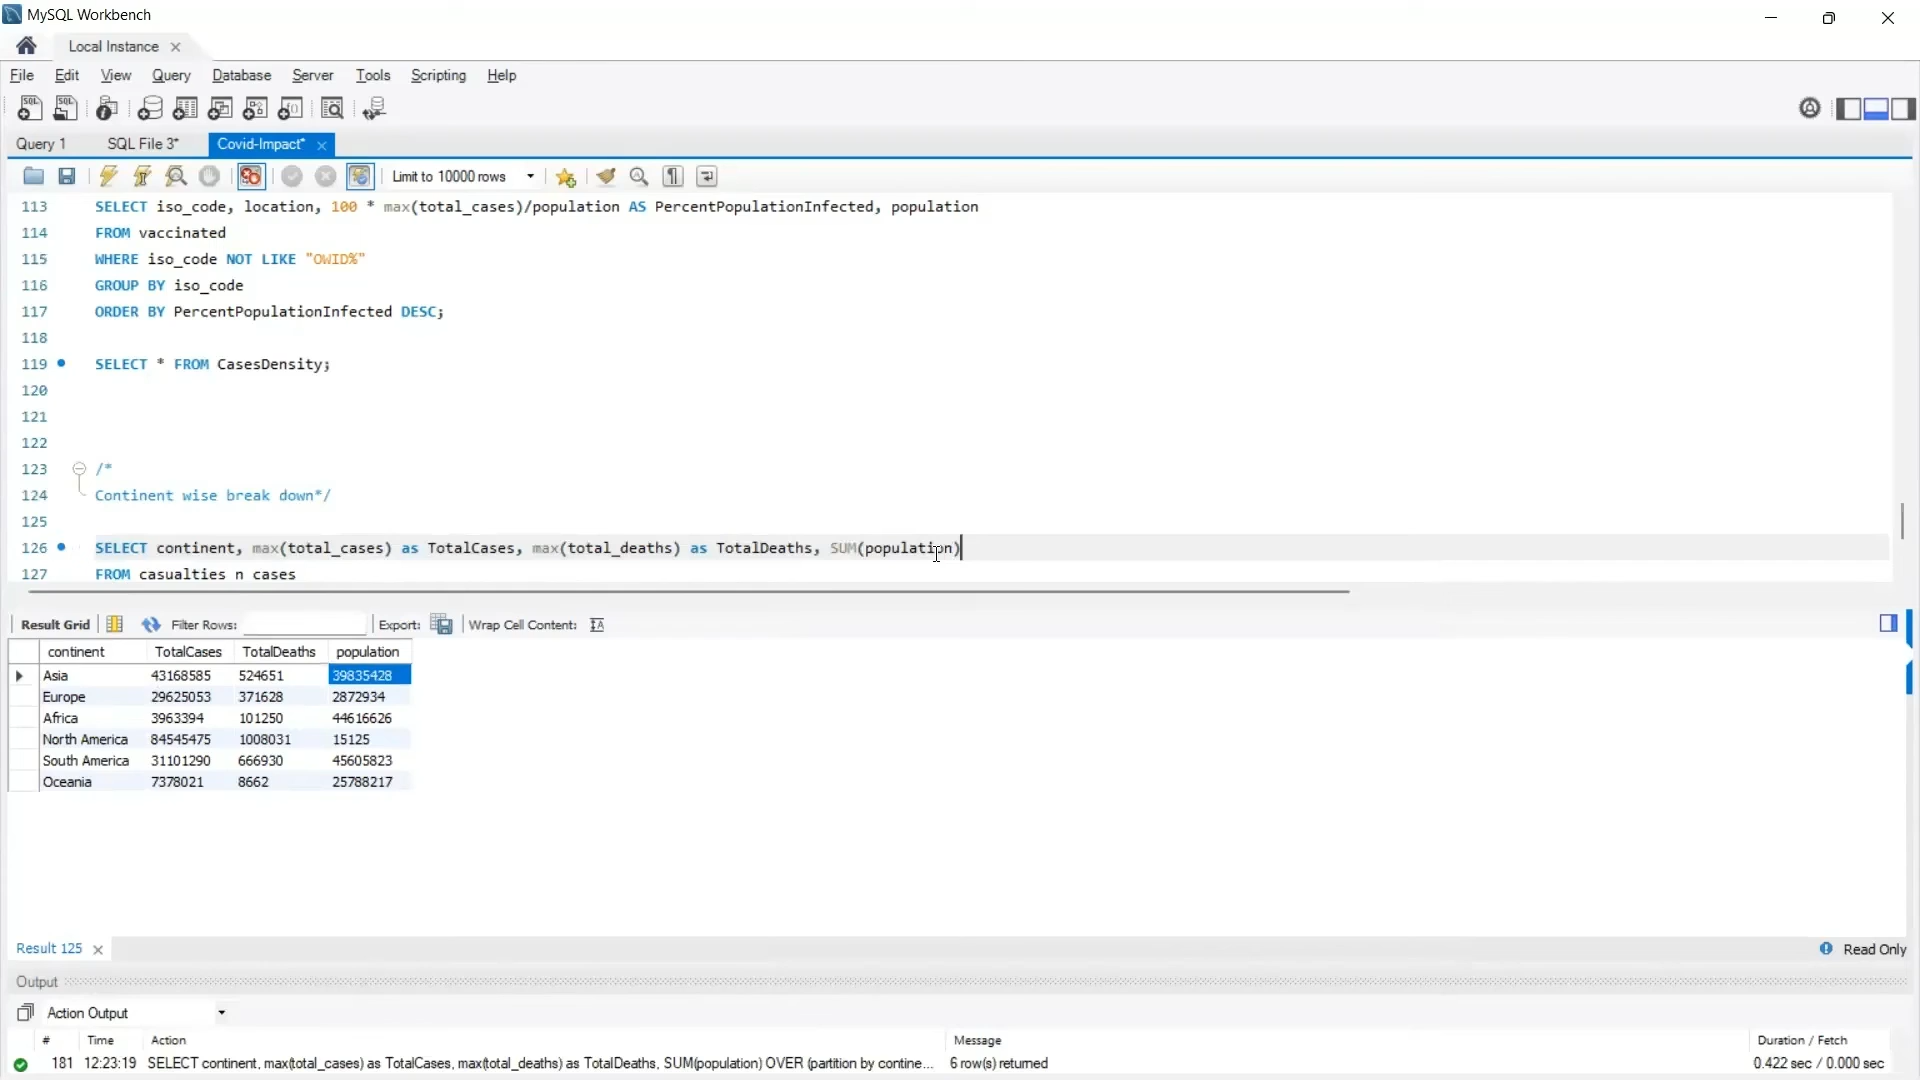 MySQL Workbench
Local Instance
File Edit View Query Database Server Tools Scripting Help
Query 1 SQL File 3* Covid-Impact*
Limit to 10000 rows
113 SELECT iso_code, location, 100 * max(total_cases)/population AS PercentPopulationInfected, population
114 FROM vaccinated
115 WHERE iso_code NOT LIKE "OWID%"
116 GROUP BY iso_code
117 ORDER BY PercentPopulationInfected DESC;
118
119 SELECT * FROM CasesDensity;
120
121
122
123 /*
124 Continent wise break down*/
125
126 SELECT continent, max(total_cases) as TotalCases, max(total_deaths) as TotalDeaths, SUM(population)
127 FROM casualties n cases
Result Grid Filter Rows: Export: Wrap Cell Content:
continent TotalCases TotalDeaths population
Asia 43168585 524651 39835428
Europe 29625053 371628 2872934
Africa 3963394 101250 44616626
North America 84545475 1008031 15125
South America 31101290 666930 45605823
Oceania 7378021 8662 25788217
Result 125 Read Only
Output
Action Output
# Time Action Message Duration / Fetch
181 12:23:19 SELECT continent, max(total_cases) as TotalCases, max(total_deaths) as TotalDeaths, SUM(population) OVER (partition by contine... 6 row(s) returned 0.422 sec / 0.000 sec